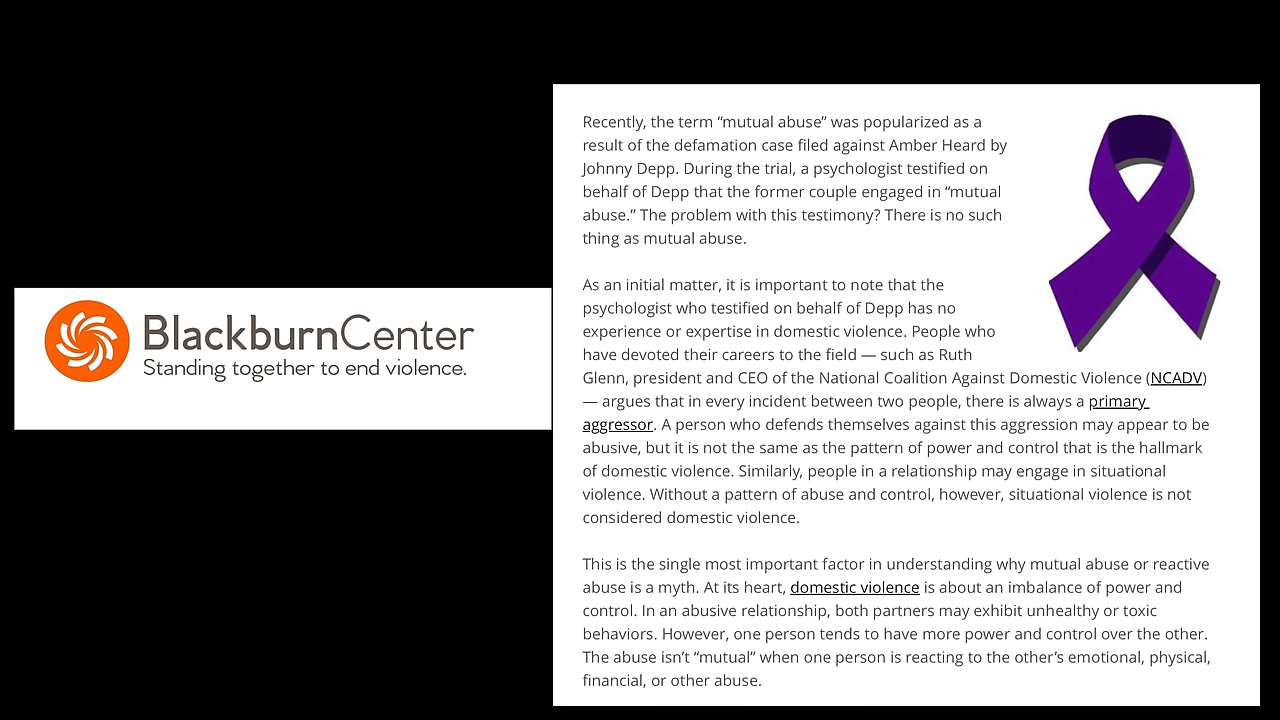 BlackburnCenter
Standing together to end violence.
Recently, the term “mutual abuse” was popularized as a
result of the defamation case filed against Amber Heard by
Johnny Depp. During the trial, a psychologist testified on
behalf of Depp that the former couple engaged in “mutual
abuse.” The problem with this testimony? There is no such
thing as mutual abuse.
As an initial matter, it is important to note that the
psychologist who testified on behalf of Depp has no
experience or expertise in domestic violence. People who
have devoted their careers to the field — such as Ruth
Glenn, president and CEO of the National Coalition Against Domestic Violence (NCADV)
— argues that in every incident between two people, there is always a primary
aggressor. A person who defends themselves against this aggression may appear to be
abusive, but it is not the same as the pattern of power and control that is the hallmark
of domestic violence. Similarly, people in a relationship may engage in situational
violence. Without a pattern of abuse and control, however, situational violence is not
considered domestic violence.
This is the single most important factor in understanding why mutual abuse or reactive
abuse is a myth. At its heart, domestic violence is about an imbalance of power and
control. In an abusive relationship, both partners may exhibit unhealthy or toxic
behaviors. However, one person tends to have more power and control over the other.
The abuse isn’t “mutual” when one person is reacting to the other’s emotional, physical,
financial, or other abuse.